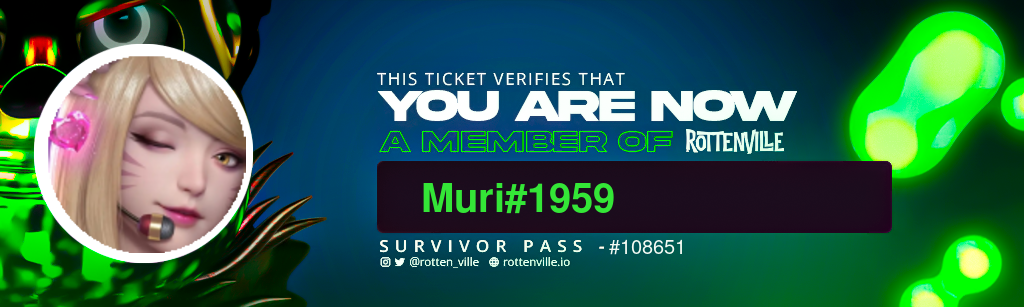 THIS TICKET VERIFIES THAT
YOU ARE NOW
A MEMBER OF ROTTENVILLE
Muri#1959
SURVIVOR PASS - #108651
@rotten_ville rottenville.io